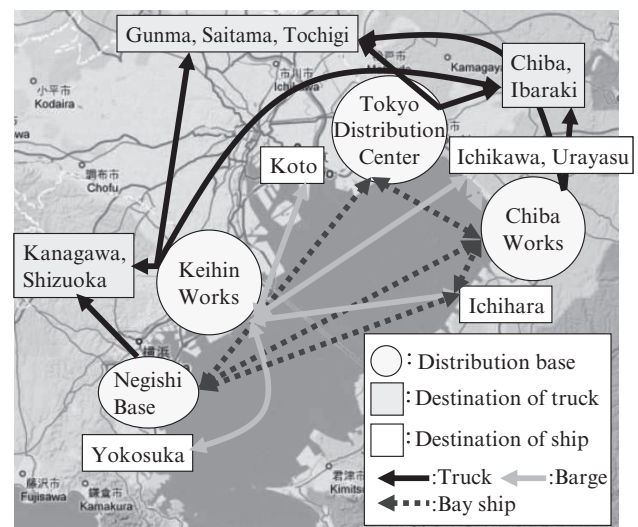 Gunma, Saitama, Tochigi
小平市
Kodaira
市川市
Kamagaya
Chiba,
Ibaraki
Tokyo
Distribution
Center
調布市
Chofu
Koto
Ichikawa, Urayasu
Chiba
Works
Kanagawa,
Shizuoka
Keihin
Works
Ichihara
横浜
Negishi
Base
Yokosuka
: Distribution base
: Destination of truck
: Destination of ship
:Truck
:Barge
:Bay ship
藤沢市
Fujisawa
鎌倉市
Kamakura
君津市